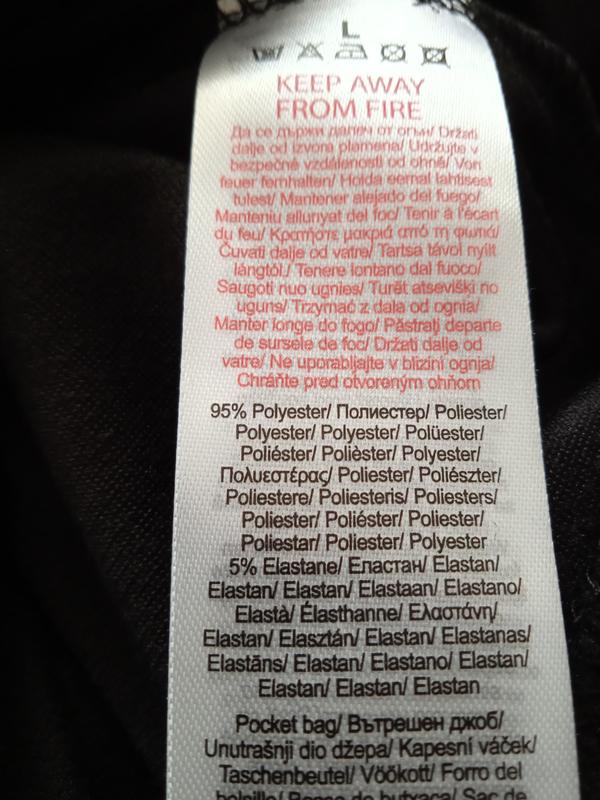 L
KEEP AWAY
FROM FIRE
Да се държи далеч от огън/ Držati
dalje od izvora plamena/ Udržujte v
bezpečné vzdálenosti od ohně/ Von
feuer fernhalten/ Hoida eemal lahtisest
tulest/ Mantener alejado del fuego/
Manteniu allunyat del foc/ Tenir à l'écart
du feu/ Κρατήστε μακριά από τη φωτιά/
Čuvati dalje od vatre/ Tartsa távol nyílt
lángtól/ Tenere lontano dal fuoco/
Saugoti nuo ugnies/ Turēt atsevišķi no
uguns/ Trzymać z dala od ognia/
Manter longe do fogo/ Păstraţi departe
de sursele de foc/ Držati dalje od
vatre/ Ne uporabljajte v bližini ognja/
Chráňte pred otvoreným ohňom
95% Polyester/ Полиестер/ Poliester/
Polyester/ Polyester/ Polüester/
Poliéster/ Polièster/ Polyester/
Πολυεστέρας/ Poliester/ Poliészter/
Poliestere/ Poliesteris/ Poliesters/
Poliester/ Poliéster/ Poliester/
Poliestar/ Poliester/ Polyester
5% Elastane/ Еластан/ Elastan/
Elastan/ Elastan/ Elastaan/ Elastano/
Elastà/ Élasthanne/ Ελαστάνη/
Elastan/ Elasztán/ Elastan/ Elastanas/
Elastāns/ Elastan/ Elastano/ Elastan/
Elastan/ Elastan/ Elastan
Pocket bag/ Вътрешен джоб/
Unutrašnji dio džepa/ Kapesní váček/
Taschenbeutel/ Vöökott/ Forro del
bolsillo/ Bossa de butxaca/ Sac de